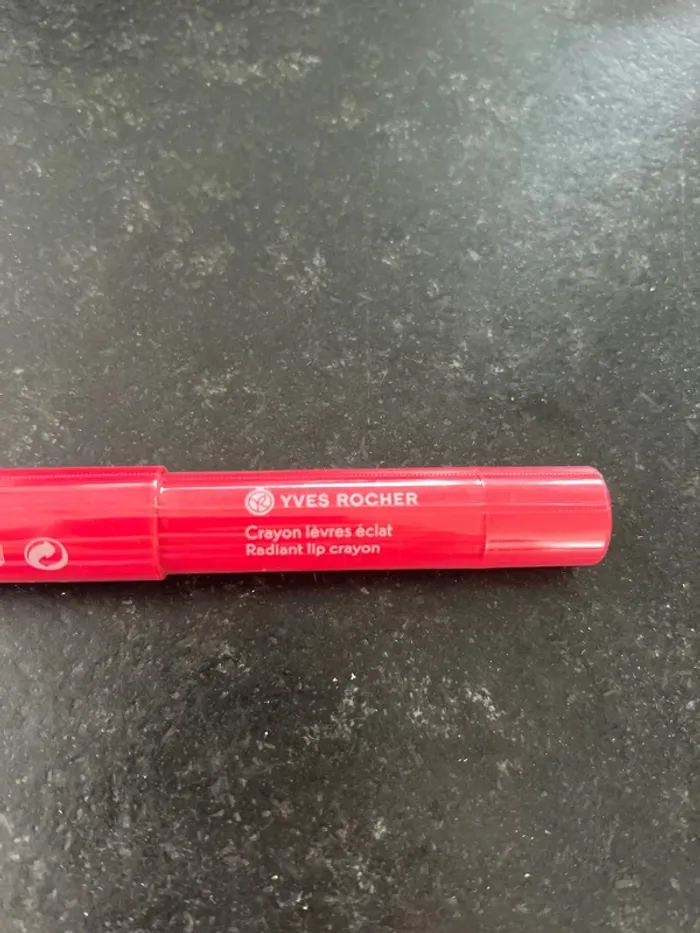 YVES ROCHER
Crayon lèvres éclat
Radiant lip crayon